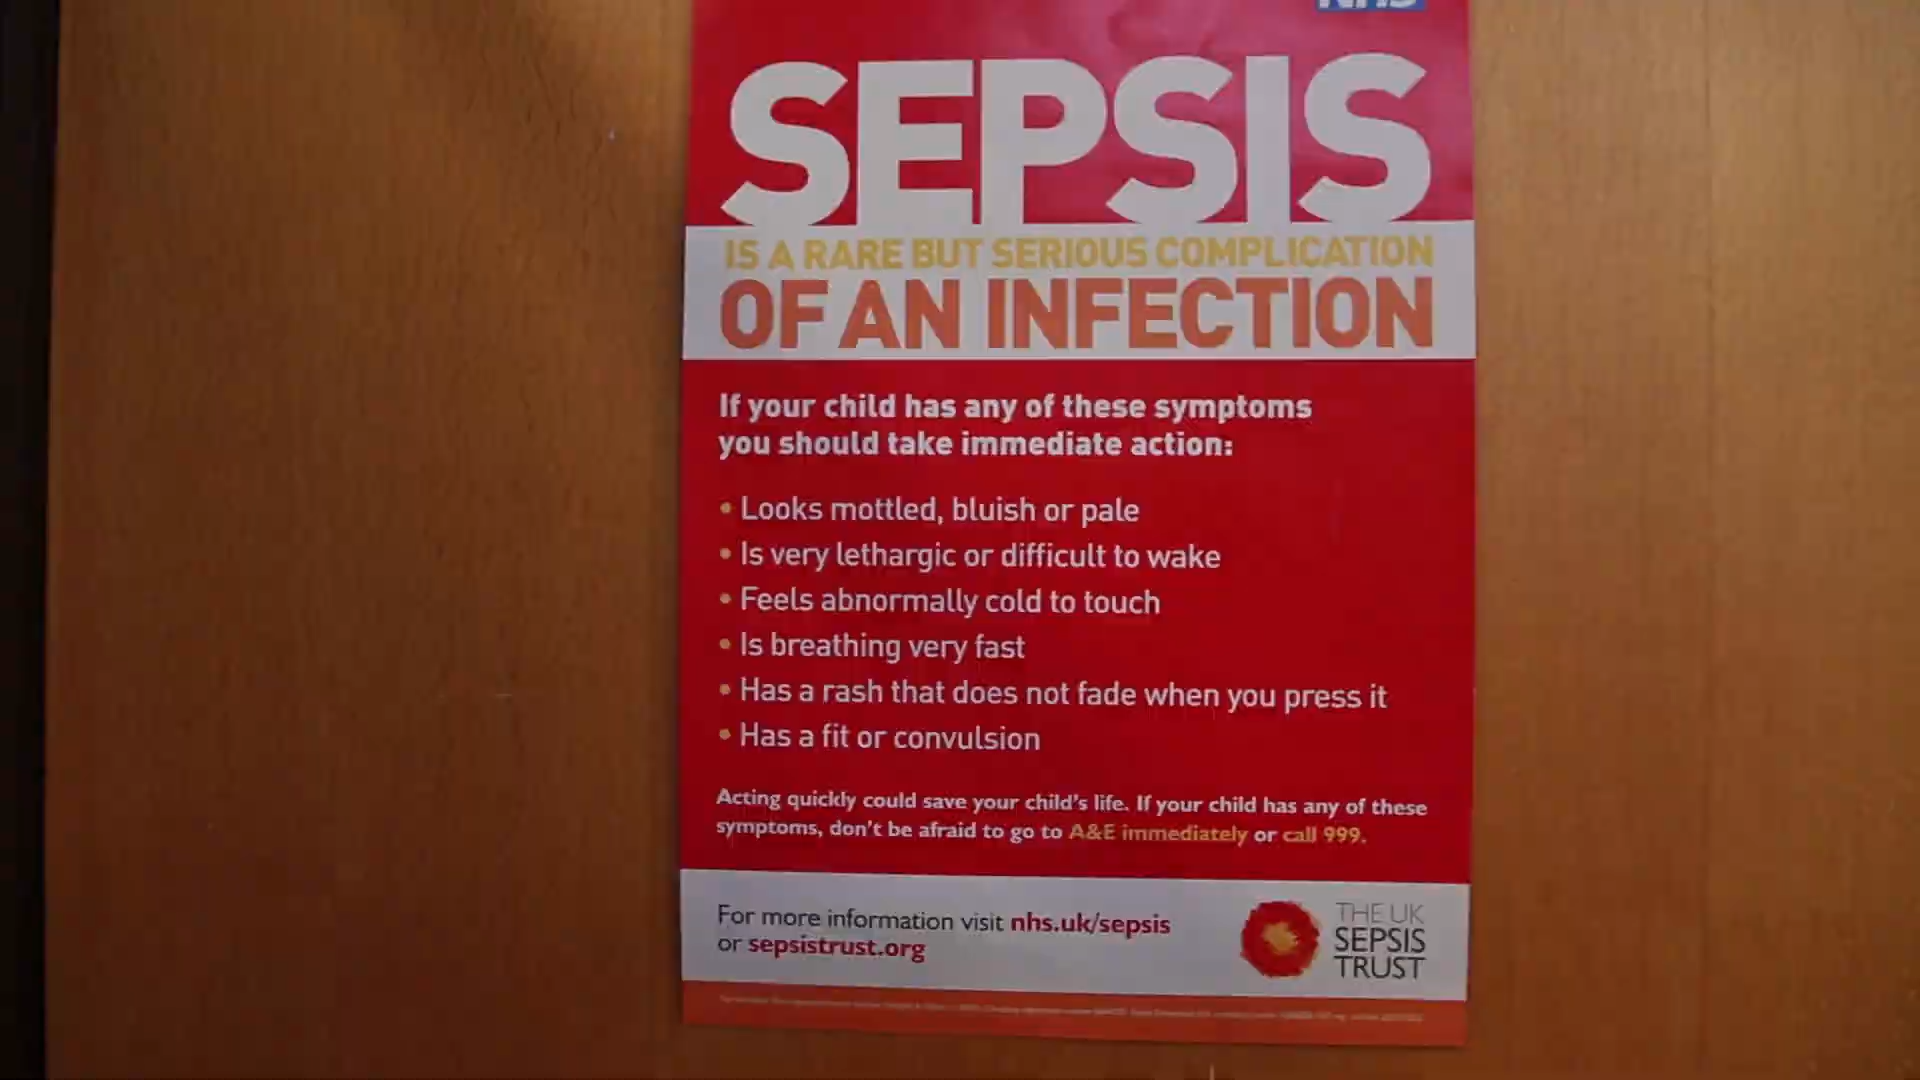 NHS
SEPSIS
IS A RARE BUT SERIOUS COMPLICATION
OF AN INFECTION
If your child has any of these symptoms
you should take immediate action:
• Looks mottled, bluish or pale
• Is very lethargic or difficult to wake
• Feels abnormally cold to touch
• Is breathing very fast
• Has a rash that does not fade when you press it
• Has a fit or convulsion
Acting quickly could save your child's life. If your child has any of these
symptoms, don't be afraid to go to A&E immediately or call 999.
For more information visit nhs.uk/sepsis
or sepsistrust.org
THE UK
SEPSIS
TRUST